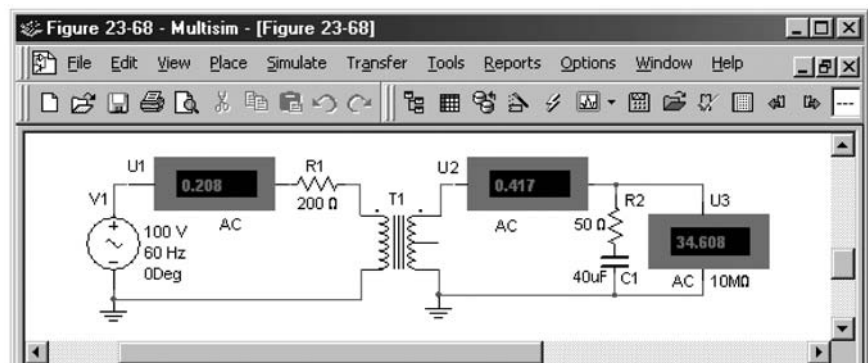 Figure 23-68 - Multisim - [Figure 23-68]
File Edit View Place Simulate Transfer Tools Reports Options Window Help
U1
0.208
AC
R1
200 Ω
V1
100 V
60 Hz
0Deg
T1
U2
0.417
AC
R2
50 Ω
40uF C1
U3
34.608
AC 10MΩ